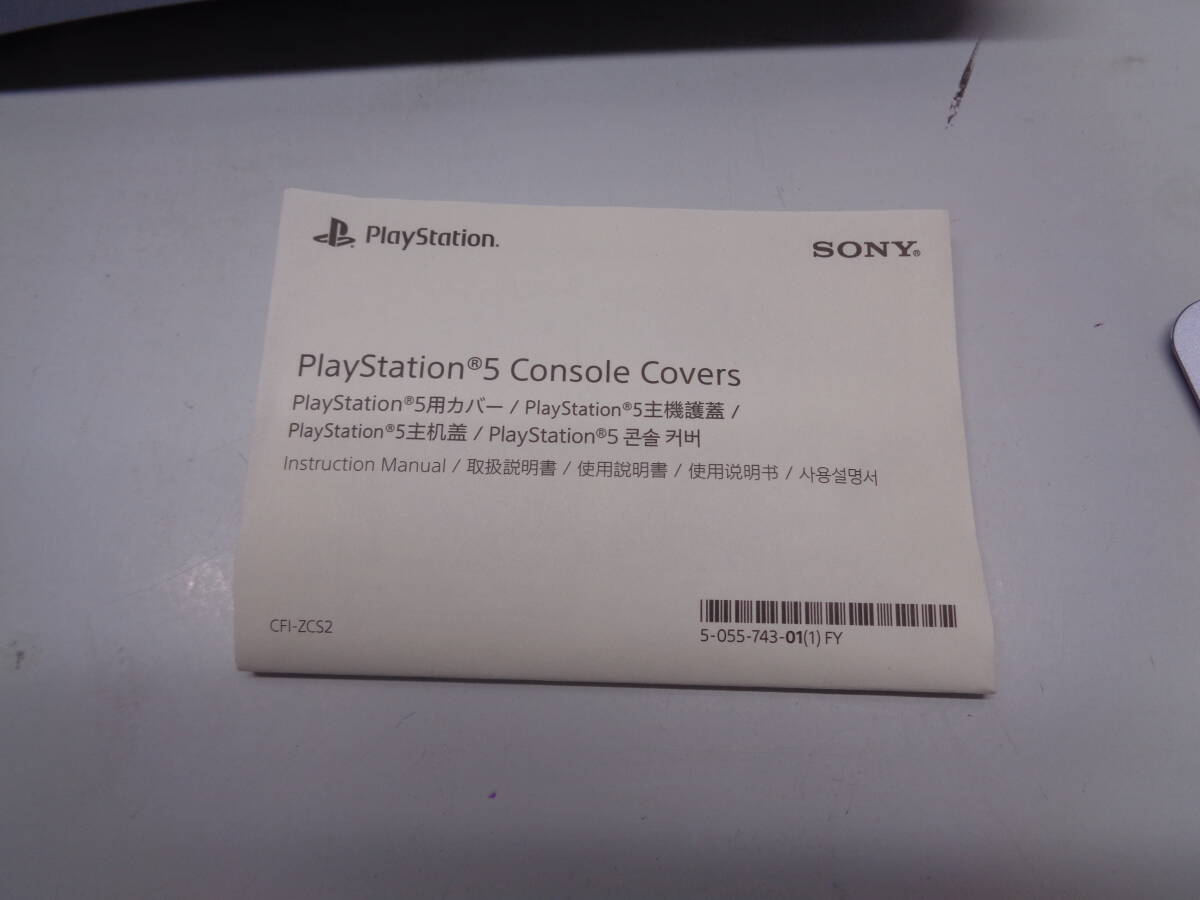 PlayStation.
SONY®
PlayStation®5 Console Covers
PlayStation®5用カバー / PlayStation®5主機護蓋 /
PlayStation®5主机盖 / PlayStation®5 콘솔 커버
Instruction Manual / 取扱説明書 / 使用說明書 / 使用说明书 / 사용설명서
CFI-ZCS2
5-055-743-01(1) FY